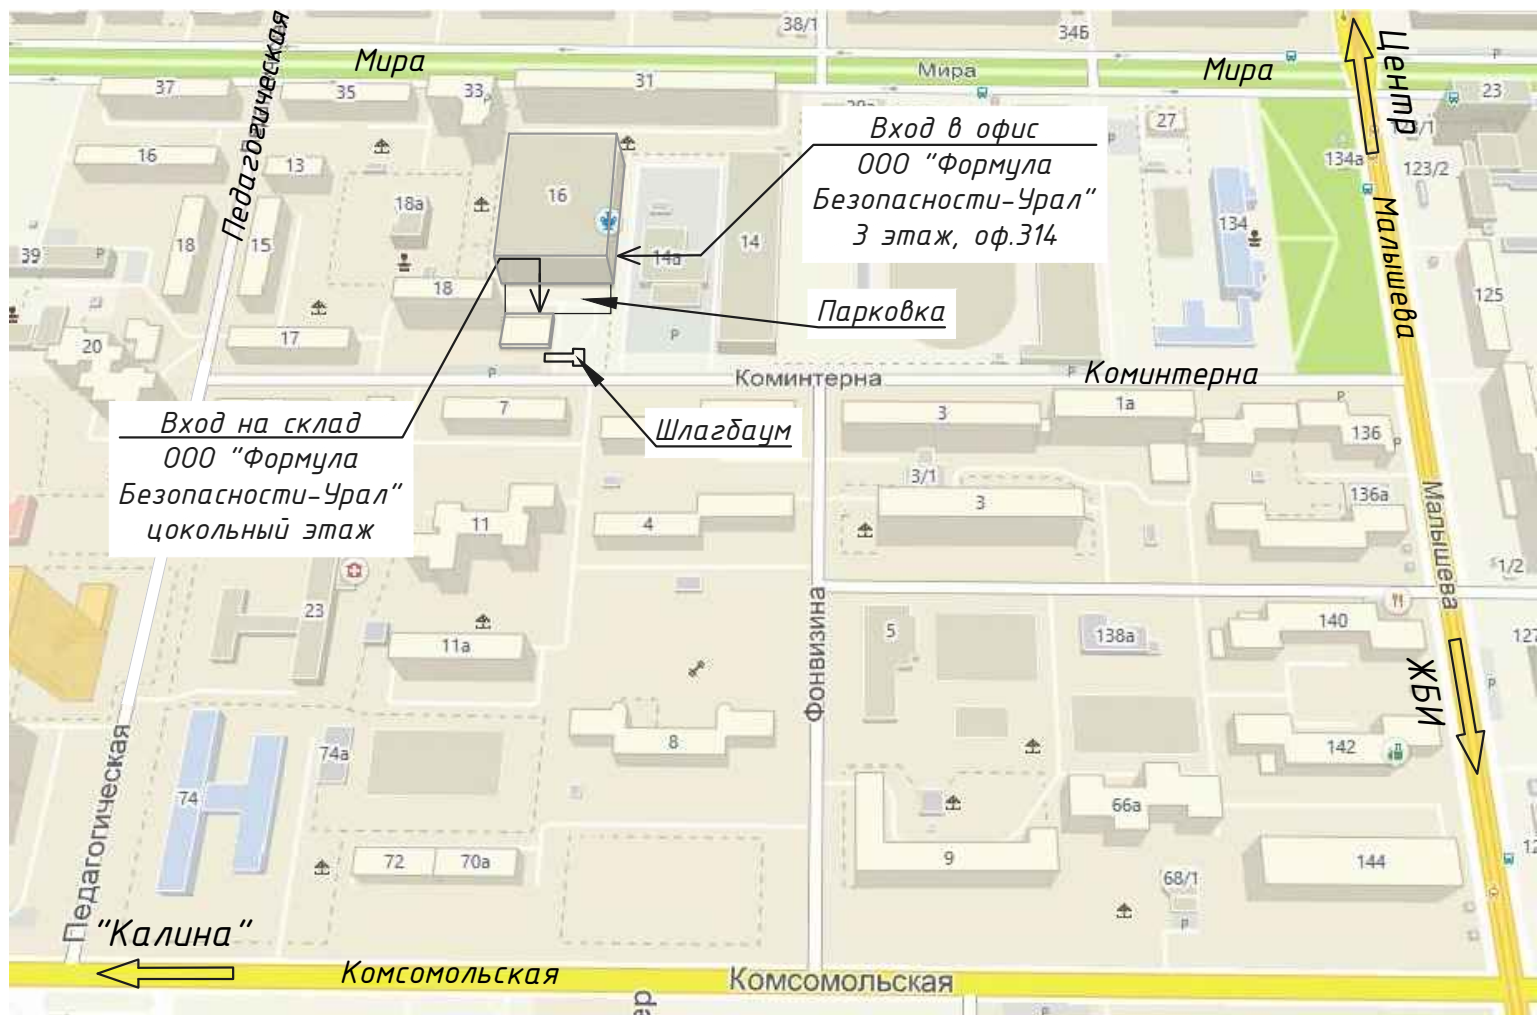 38/1
34Б
Центр
Мира
Мира
Мира
37
35
33
P
31
23
P
Педагогическая
Педагогическая
Вход в офис
ООО "Формула
Безопасности-Урал"
3 этаж, оф.314
27
P
134а
123/2
16
13
16
18а
18
15
14а
14
134
Малышева
39
P
18
125
Парковка
17
20
P
P
Коминтерна
P
Коминтерна
Вход на склад
ООО "Формула
Безопасности-Урал"
цокольный этаж
7
Шлагбаум
3
1а
P
136
P
3/1
3
136а
Малышева
11
4
1/2
23
11а
Фонвизина
5
138а
140
127
ЖБИ
P
8
142
Педагогическая
74а
74
66а
72
70а
9
68/1
P
144
"Калина"
Комсомольская
Комсомольская
P